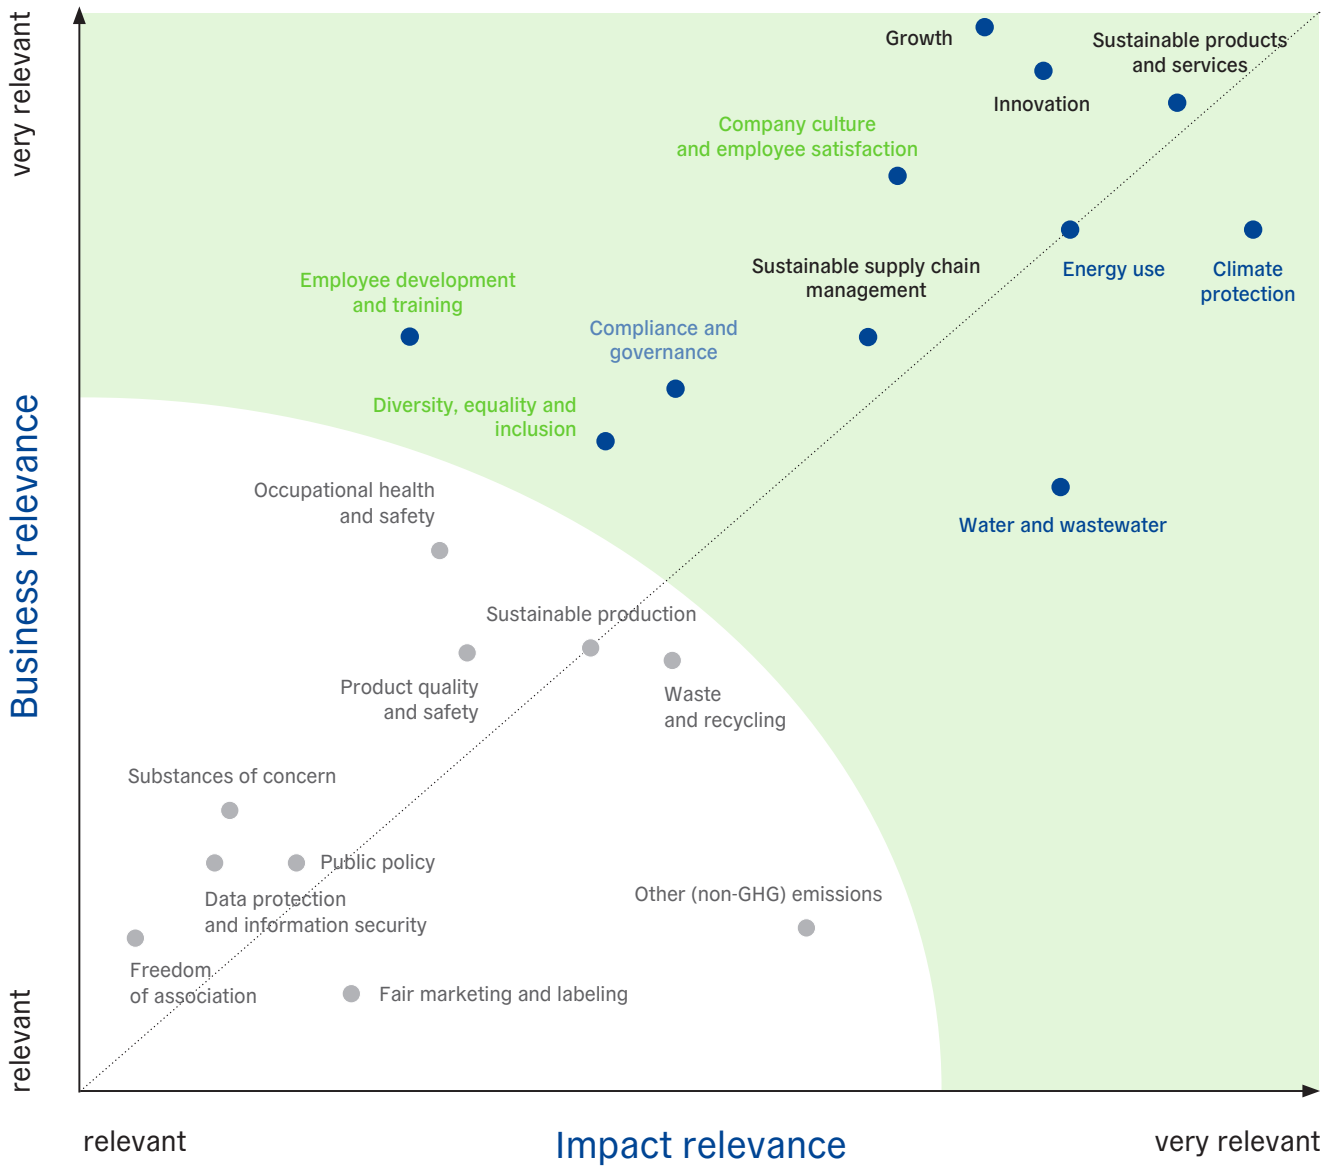 very relevant
Business relevance
relevant
Growth
Sustainable products
and services
Innovation
Company culture
and employee satisfaction
Sustainable supply chain
management
Energy use
Climate
protection
Employee development
and training
Compliance and
governance
Diversity, equality and
inclusion
Water and wastewater
Occupational health
and safety
Sustainable production
Product quality
and safety
Waste
and recycling
Substances of concern
Public policy
Data protection
and information security
Other (non-GHG) emissions
Freedom
of association
Fair marketing and labeling
relevant
Impact relevance
very relevant